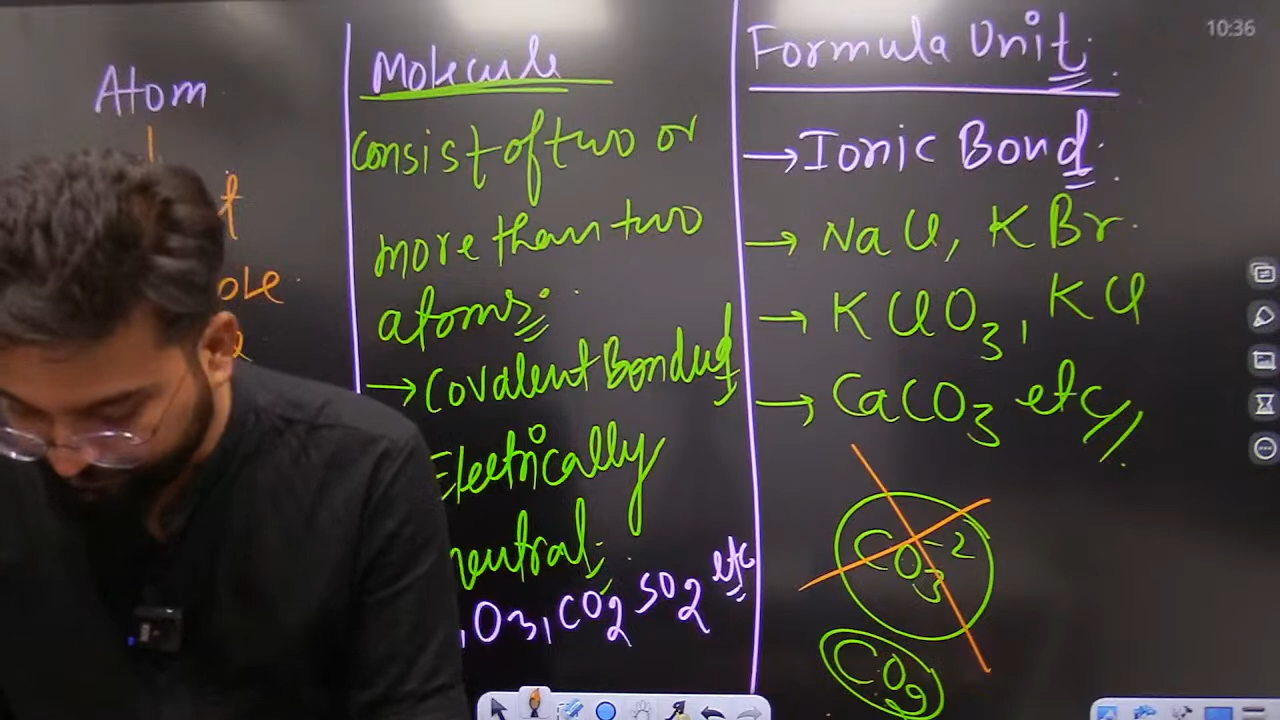 Atom
ole
Molecule
consist of two or
more than two
atoms.
→ Covalent Bonded
Electrically
neutral.
, O3, CO2 SO2 etc
Formula Unit
→ Ionic Bond
→ NaCl, KBr.
→ KClO3, KCl
→ CaCO3 etc
CO3-2
CO2
10:36